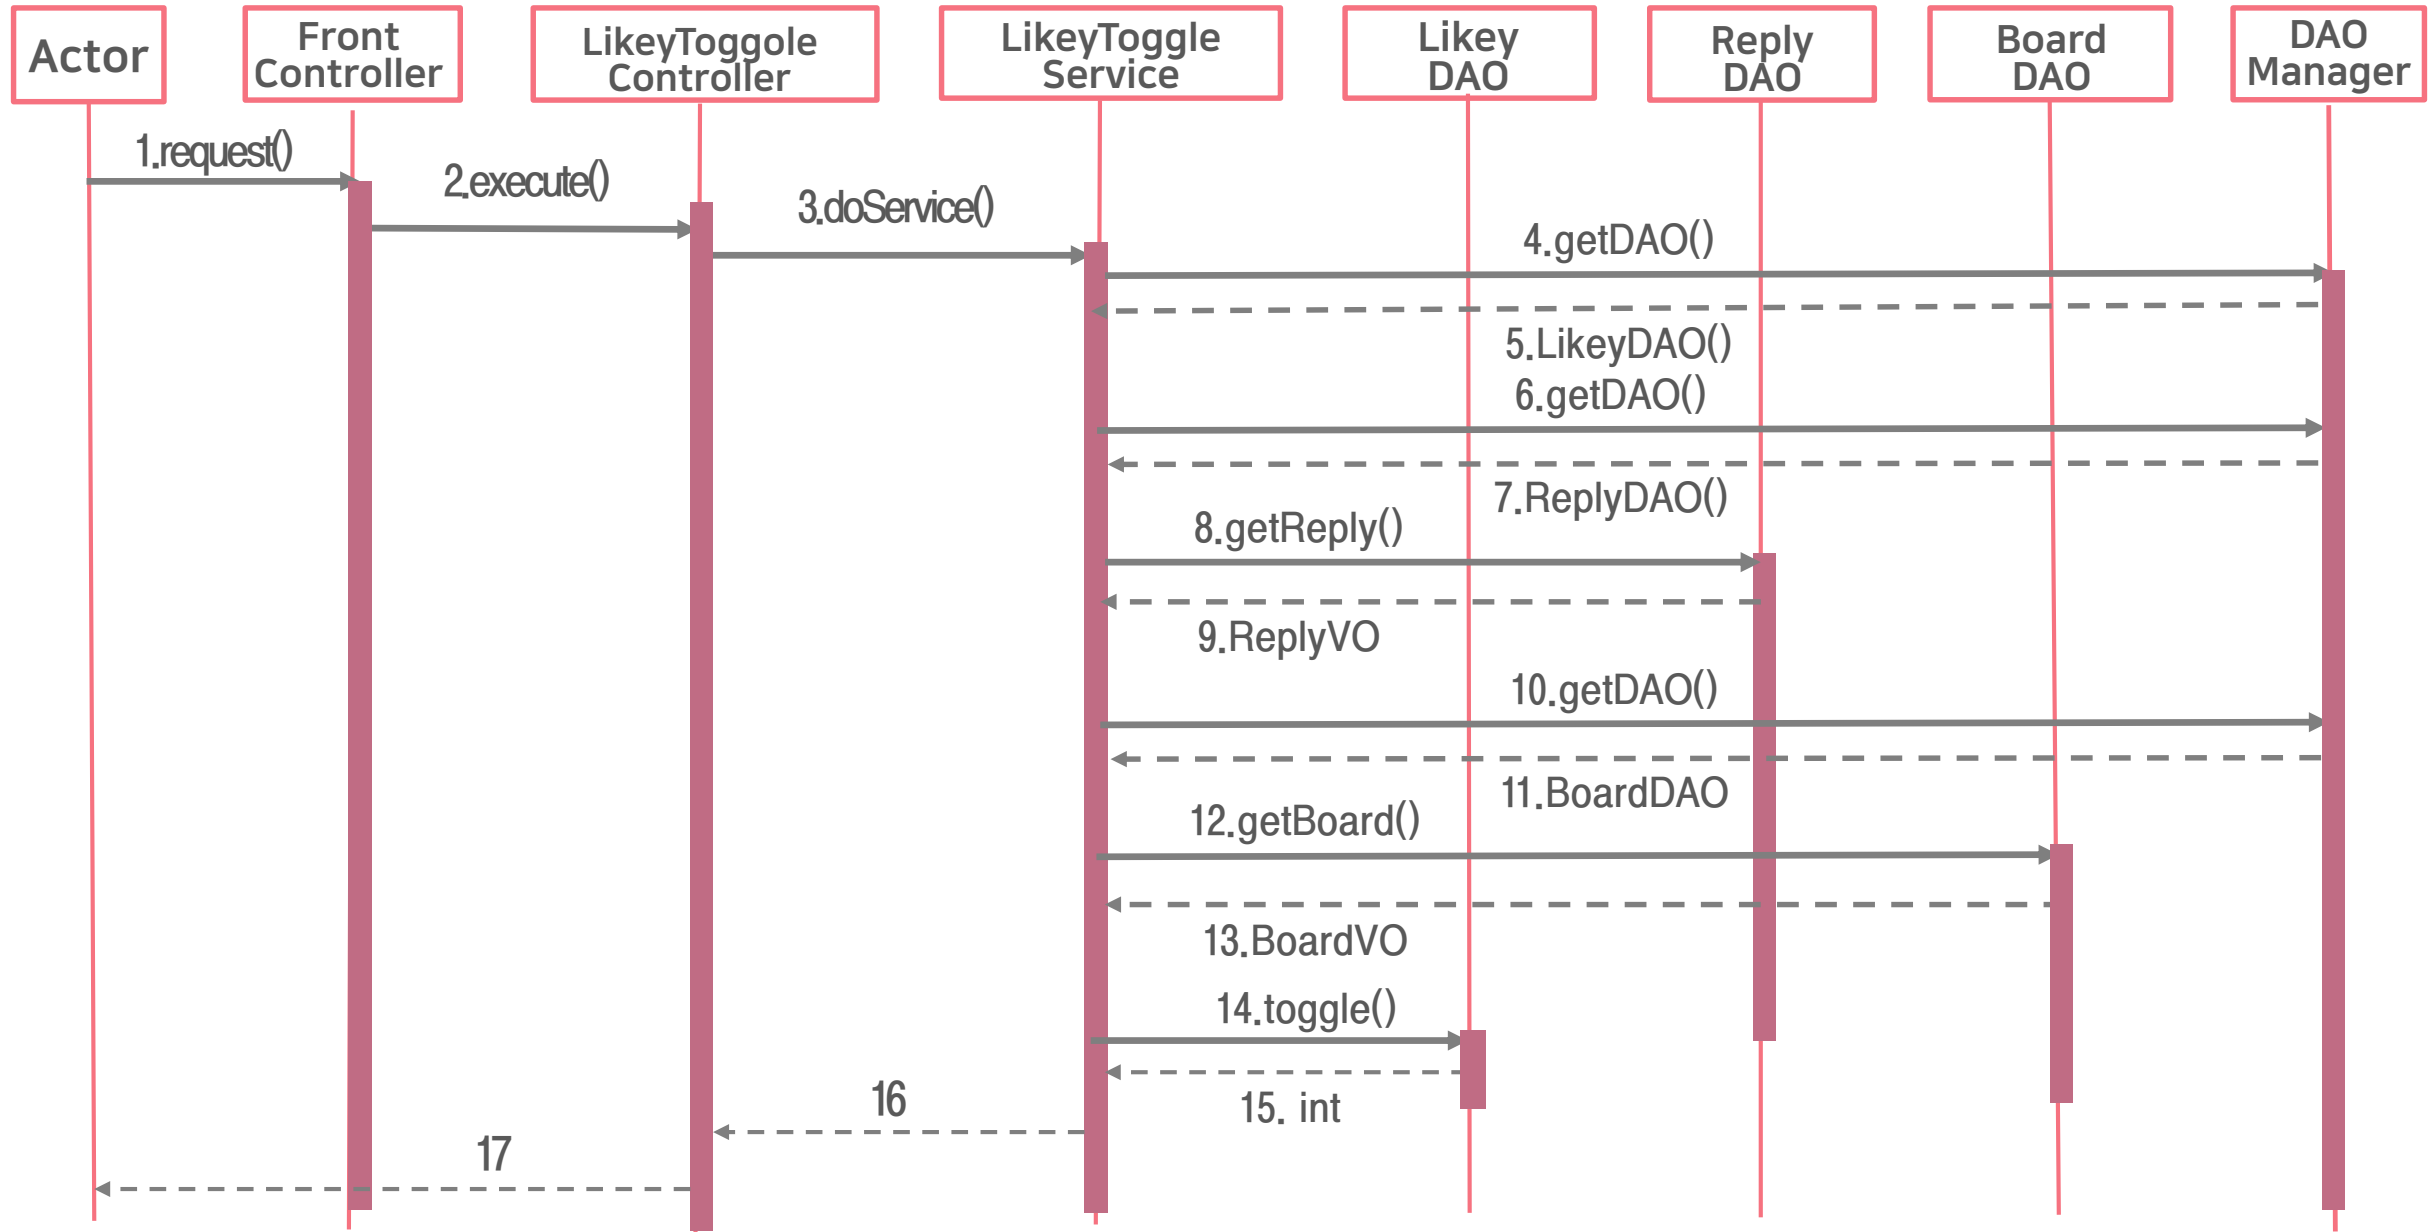 Actor
Front
Controller
LikeyToggole
Controller
LikeyToggle
Service
Likey
DAO
Reply
DAO
Board
DAO
DAO
Manager
1.request()
2.execute()
3.doService()
4.getDAO()
5.LikeyDAO()
6.getDAO()
7.ReplyDAO()
8.getReply()
9.ReplyVO
10.getDAO()
11.BoardDAO
12.getBoard()
13.BoardVO
14.toggle()
15. int
16
17